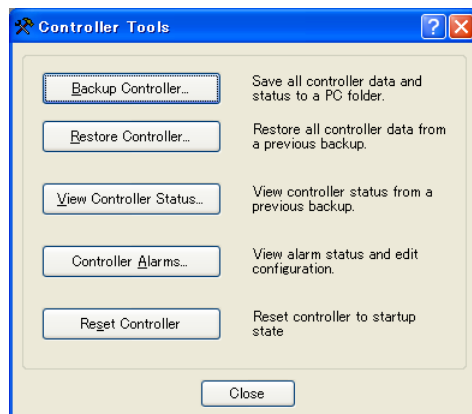 Controller Tools
Backup Controller...
Save all controller data and
status to a PC folder.
Restore Controller...
Restore all controller data from
a previous backup.
View Controller Status...
View controller status from a
previous backup.
Controller Alarms...
View alarm status and edit
configuration.
Reset Controller
Reset controller to startup
state
Close